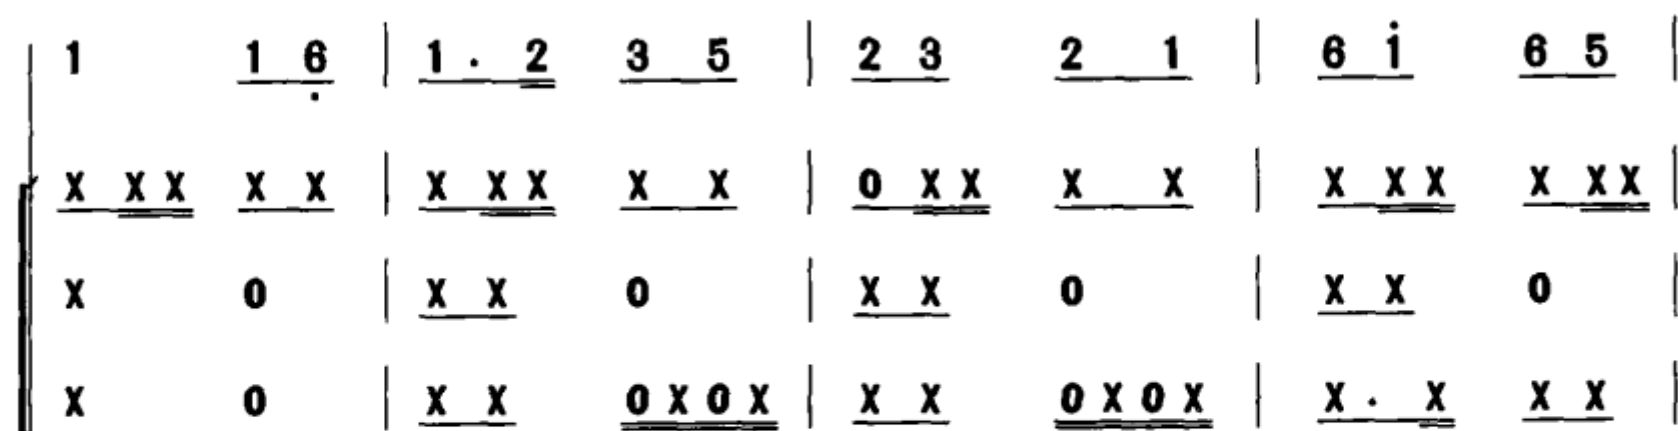 1 1 6̣ | 1 . 2 3 5 | 2 3 2 1 | 6 i 6 5 |
X X X X X | X X X X X | 0 X X X X | X X X X X X |
X 0 | X X 0 | X X 0 | X X 0 |
X 0 | X X 0 X 0 X | X X 0 X 0 X | X . X X X |